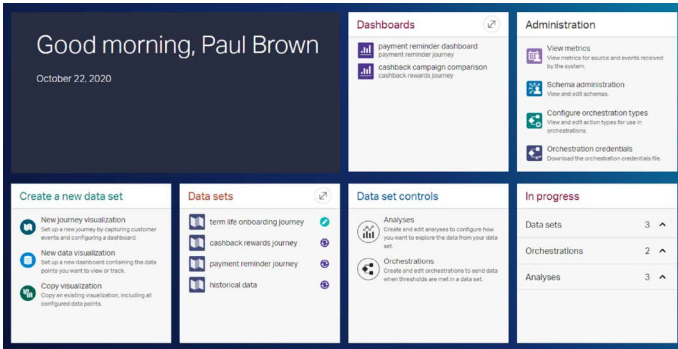 Good morning, Paul Brown
October 22, 2020
Dashboards
payment reminder dashboard
payment reminder journey
cashback campaign comparison
cashback rewards journey
Administration
View metrics
View metrics for source and events received
by the system.
Schema administration
View and edit schemas.
Configure orchestration types
View and edit action types for use in
orchestrations.
Orchestration credentials
Download the orchestration credentials file.
Create a new data set
New journey visualization
Set up a new journey by capturing customer
events and configuring a dashboard.
New data visualization
Set up a new dashboard containing the data
points you want to view or track.
Copy visualization
Copy an existing visualization, including all
configured data points.
Data sets
term life onboarding journey
cashback rewards journey
payment reminder journey
historical data
Data set controls
Analyses
Create and edit analyses to configure how
you want to explore the data from your data
set.
Orchestrations
Create and edit orchestrations to send data
when thresholds are met in a data set.
In progress
Data sets 3
Orchestrations 2
Analyses 3